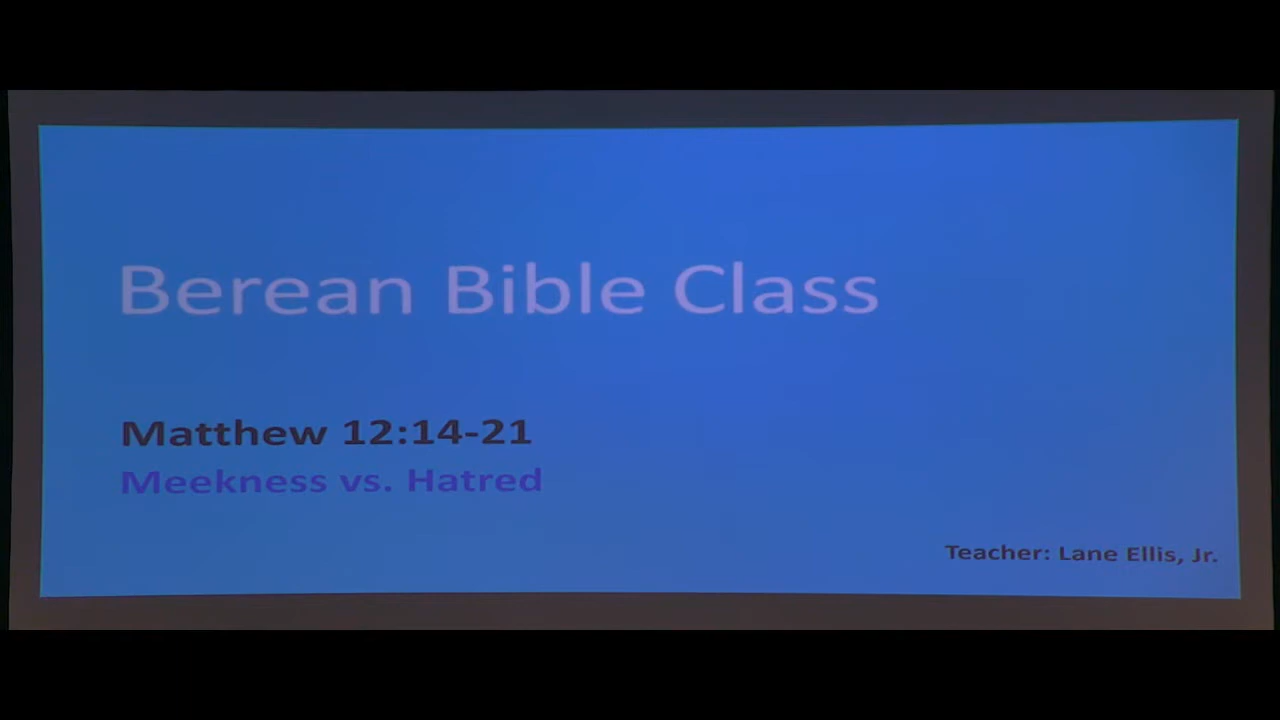 Berean Bible Class
Matthew 12:14-21
Meekness vs. Hatred
Teacher: Lane Ellis, Jr.